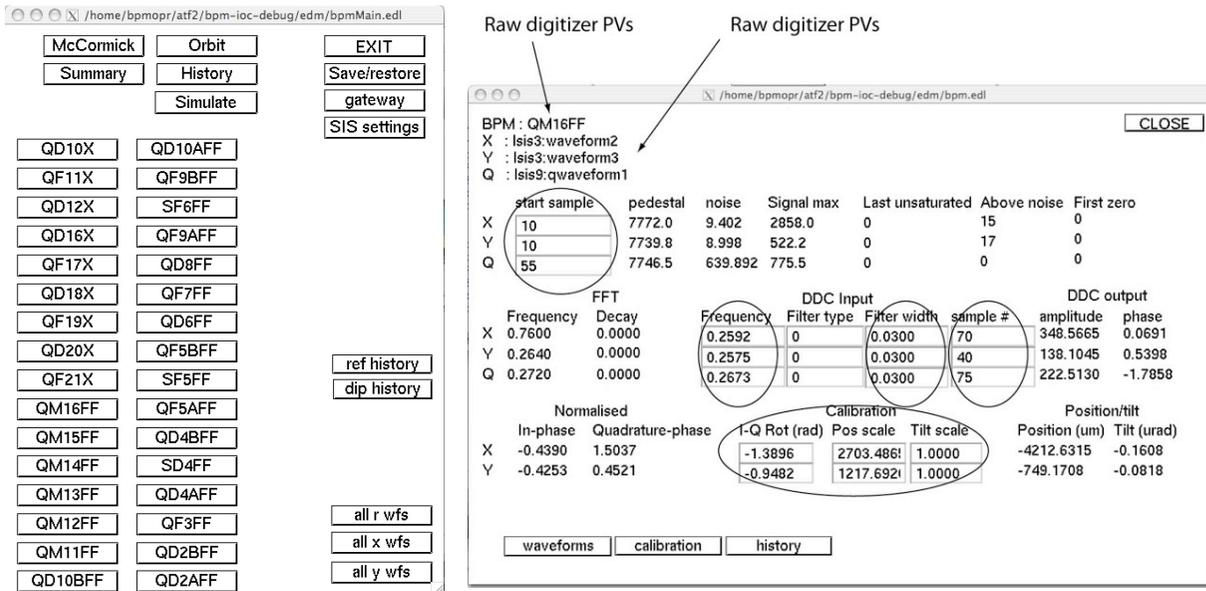 /home/bpmopr/atf2/bpm-ioc-debug/edm/bpmMain.edl
McCormick Orbit EXIT
Summary History Save/restore
Simulate gateway
SIS settings
QD10X QD10AFF
QF11X QF9BFF
QD12X SF6FF
QD16X QF9AFF
QF17X QD8FF
QD18X QF7FF
QF19X QD6FF
QD20X QF5BFF
ref history
QF21X SF5FF
dip history
QM16FF QF5AFF
QM15FF QD4BFF
QM14FF SD4FF
QM13FF QD4AFF
all r wfs
QM12FF QF3FF
QM11FF QD2BFF
all x wfs
QD10BFF QD2AFF
all y wfs
Raw digitizer PVs Raw digitizer PVs
X /home/bpmopr/atf2/bpm-ioc-debug/edm/bpm.edl
BPM : QM16FF CLOSE
X : lsis3:waveform2
Y : lsis3:waveform3
Q : lsis9:qwaveform1
start sample pedestal noise Signal max Last unsaturated Above noise First zero
X 10 7772.0 9.402 2858.0 0 15 0
Y 10 7739.8 8.998 522.2 0 17 0
Q 55 7746.5 639.892 775.5 0 0 0
FFT DDC Input DDC output
Frequency Decay Frequency Filter type Filter width sample # amplitude phase
X 0.7600 0.0000 0.2592 0 0.0300 70 348.5665 0.0691
Y 0.2640 0.0000 0.2575 0 0.0300 40 138.1045 0.5398
Q 0.2720 0.0000 0.2673 0 0.0300 75 222.5130 -1.7858
Normalised Calibration Position/tilt
In-phase Quadrature-phase I-Q Rot (rad) Pos scale Tilt scale Position (um) Tilt (urad)
X -0.4390 1.5037 -1.3896 2703.486 1.0000 -4212.6315 -0.1608
Y -0.4253 0.4521 -0.9482 1217.692 1.0000 -749.1708 -0.0818
waveforms calibration history